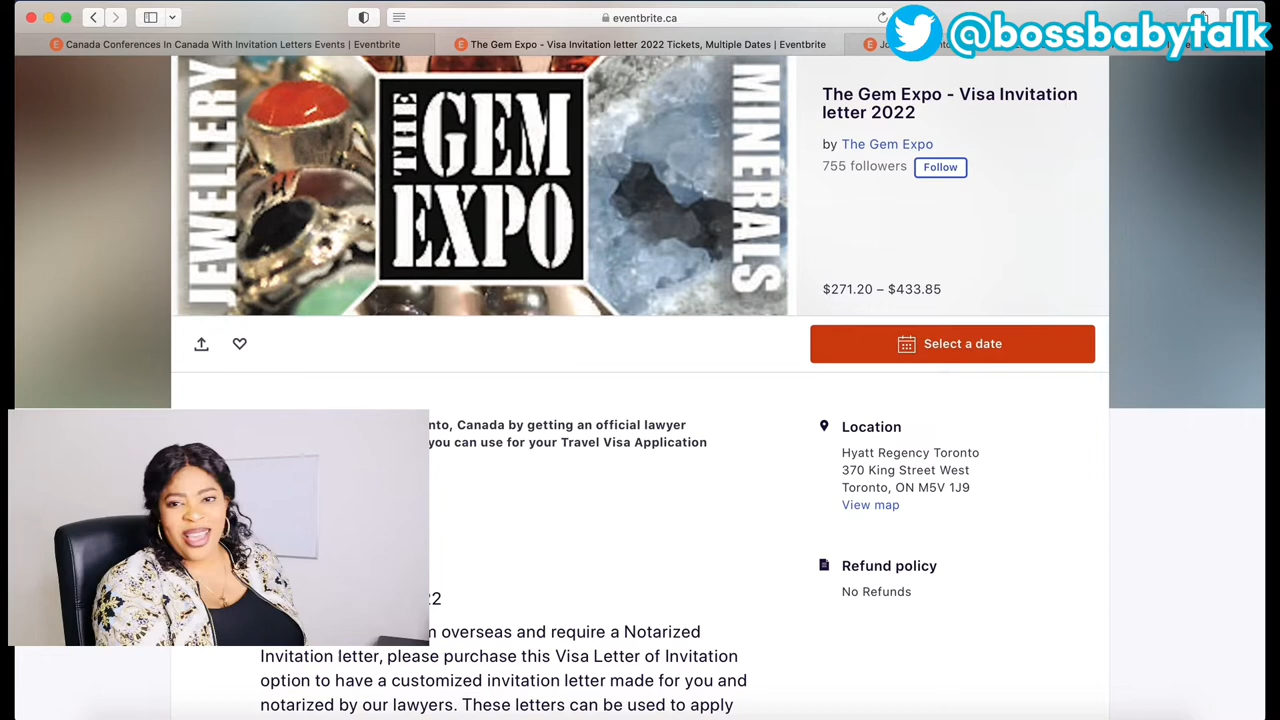 eventbrite.ca
@bossbabytalk
Canada Conferences In Canada With Invitation Letters Events | Eventbrite
The Gem Expo - Visa Invitation letter 2022 Tickets, Multiple Dates | Eventbrite
JEWELLERY
THE
GEM
EXPO
MINERALS
The Gem Expo - Visa Invitation
letter 2022
by The Gem Expo
755 followers
Follow
$271.20 – $433.85
Select a date
nto, Canada by getting an official lawyer
you can use for your Travel Visa Application
Location
Hyatt Regency Toronto
370 King Street West
Toronto, ON M5V 1J9
View map
Refund policy
No Refunds
22
m overseas and require a Notarized
Invitation letter, please purchase this Visa Letter of Invitation
option to have a customized invitation letter made for you and
notarized by our lawyers. These letters can be used to apply